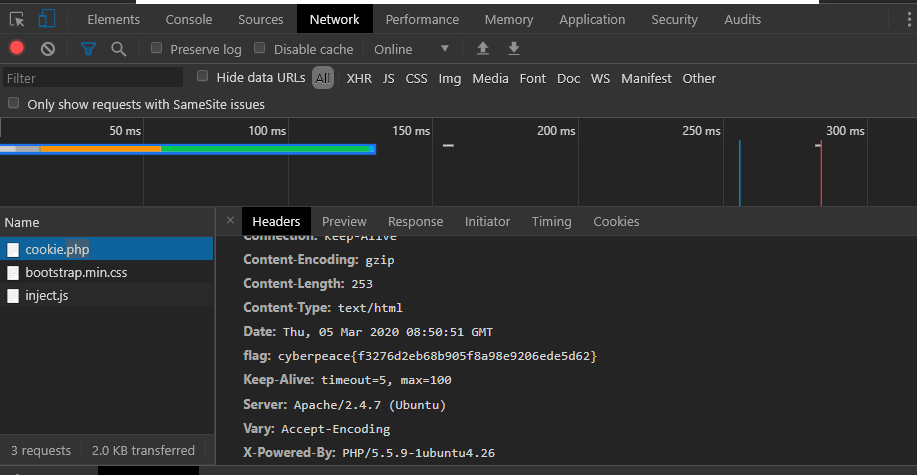 Elements Console Sources Network Performance Memory Application Security Audits
Preserve log Disable cache Online
Filter Hide data URLs All XHR JS CSS Img Media Font Doc WS Manifest Other
Only show requests with SameSite issues
50 ms 100 ms 150 ms 200 ms 250 ms 300 ms
Name
cookie.php
bootstrap.min.css
inject.js
3 requests 2.0 KB transferred
× Headers Preview Response Initiator Timing Cookies
Connection: Keep-Alive
Content-Encoding: gzip
Content-Length: 253
Content-Type: text/html
Date: Thu, 05 Mar 2020 08:50:51 GMT
flag: cyberpeace{f3276d2eb68b905f8a98e9206ede5d62}
Keep-Alive: timeout=5, max=100
Server: Apache/2.4.7 (Ubuntu)
Vary: Accept-Encoding
X-Powered-By: PHP/5.5.9-1ubuntu4.26